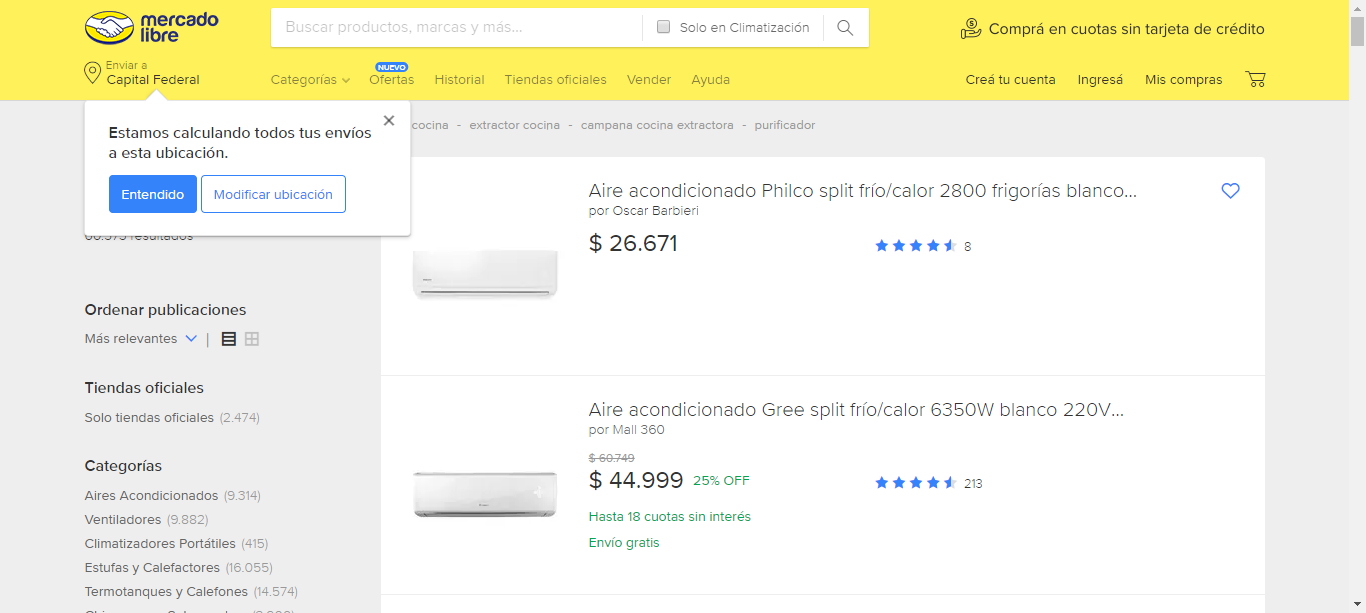 mercado
libre
Buscar productos, marcas y más...
Solo en Climatización
Comprá en cuotas sin tarjeta de crédito
Enviar a
Capital Federal
Categorías
NUEVO
Ofertas
Historial
Tiendas oficiales
Vender
Ayuda
Creá tu cuenta
Ingresá
Mis compras
Estamos calculando todos tus envíos
a esta ubicación.
Entendido
Modificar ubicación
cocina - extractor cocina - campana cocina extractora - purificador
resultados
Ordenar publicaciones
Más relevantes
Tiendas oficiales
Solo tiendas oficiales (2.474)
Categorías
Aires Acondicionados (9.314)
Ventiladores (9.882)
Climatizadores Portátiles (415)
Estufas y Calefactores (16.055)
Termotanques y Calefones (14.574)
Aire acondicionado Philco split frío/calor 2800 frigorías blanco...
por Oscar Barbieri
$ 26.671
8
Aire acondicionado Gree split frío/calor 6350W blanco 220V...
por Mall 360
$ 60.749
$ 44.999 25% OFF
213
Hasta 18 cuotas sin interés
Envío gratis